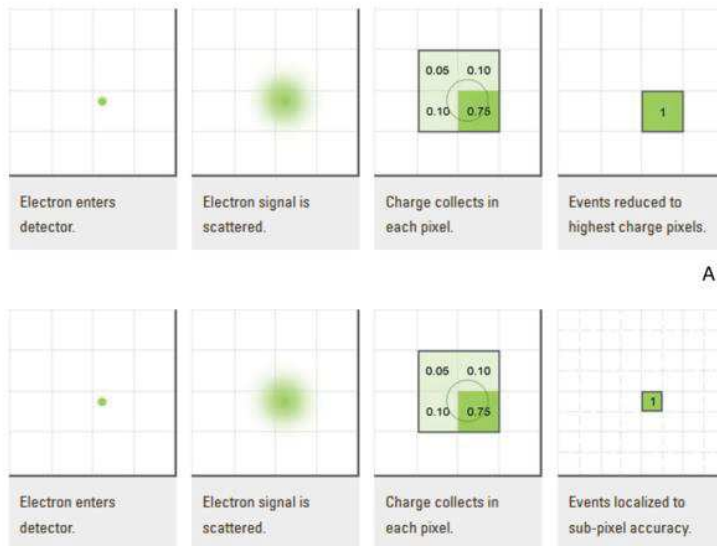 0.05 0.10
0.10 0.75
1
Electron enters
detector.
Electron signal is
scattered.
Charge collects in
each pixel.
Events reduced to
highest charge pixels.
A
0.05 0.10
0.10 0.75
1
Electron enters
detector.
Electron signal is
scattered.
Charge collects in
each pixel.
Events localized to
sub-pixel accuracy.